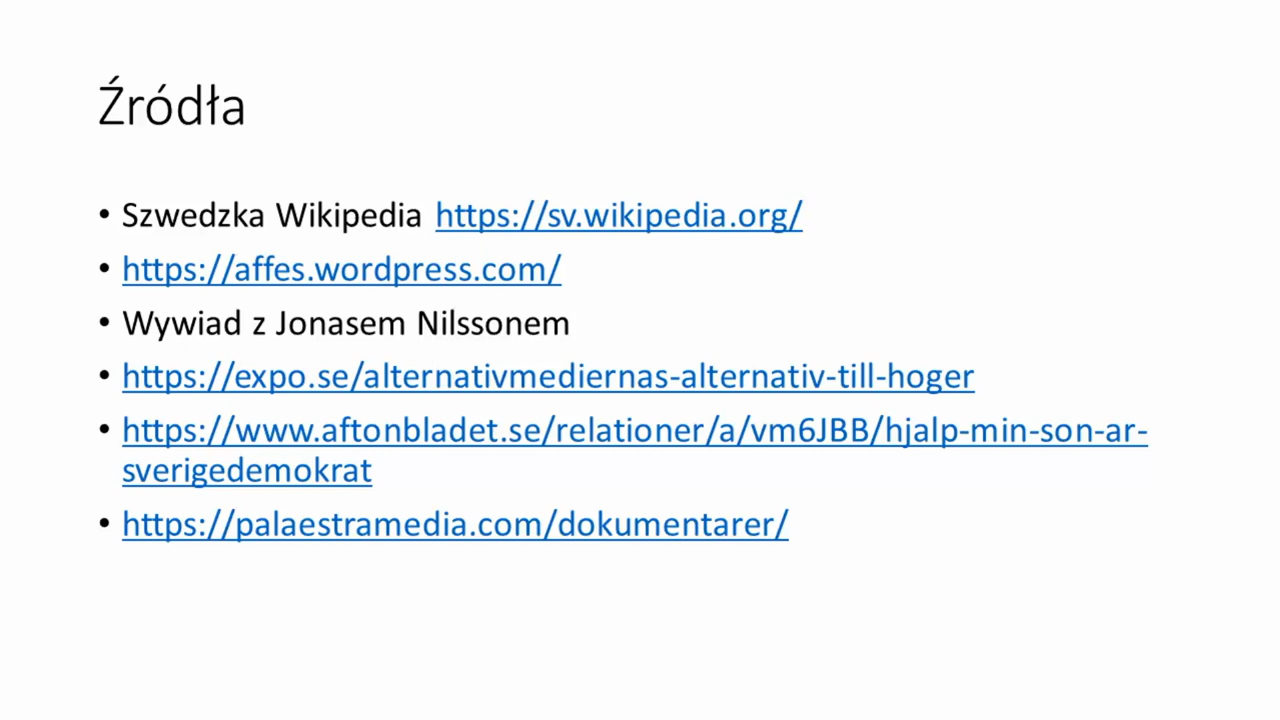 Źródła
• Szwedzka Wikipedia https://sv.wikipedia.org/
• https://affes.wordpress.com/
• Wywiad z Jonasem Nilssonem
• https://expo.se/alternativmediernas-alternativ-till-hoger
• https://www.aftonbladet.se/relationer/a/vm6JBB/hjalp-min-son-ar-
sverigedemokrat
• https://palaestramedia.com/dokumentarer/